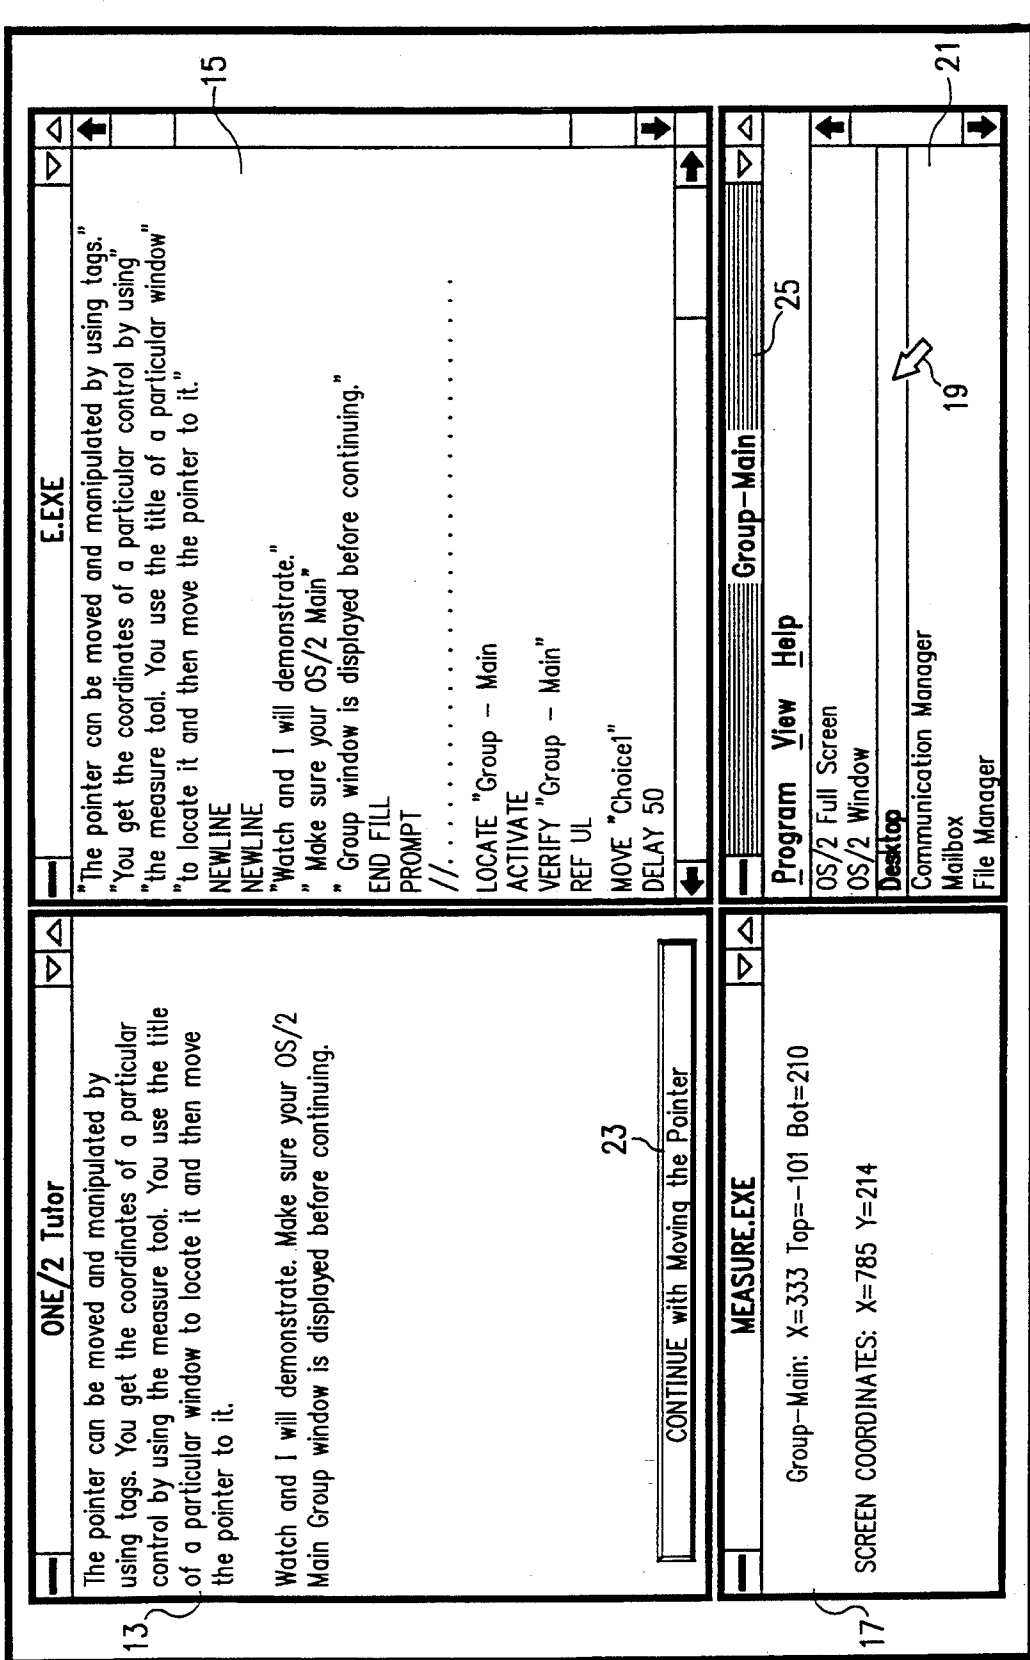 ONE/2 Tutor
The pointer can be moved and manipulated by
using tags. You get the coordinates of a particular
control by using the measure tool. You use the title
of a particular window to locate it and then move
the pointer to it.
Watch and I will demonstrate. Make sure your OS/2
Main Group window is displayed before continuing.
CONTINUE with Moving the Pointer
13
23
E.EXE
"The pointer can be moved and manipulated by using tags."
"You get the coordinates of a particular control by using"
"the measure tool. You use the title of a particular window"
"to locate it and then move the pointer to it."
NEWLINE
NEWLINE
"Watch and I will demonstrate."
" Make sure your OS/2 Main"
" Group window is displayed before continuing."
END FILL
PROMPT
//..............................
LOCATE "Group - Main
ACTIVATE
VERIFY "Group - Main"
REF UL
MOVE "Choice1"
DELAY 50
15
MEASURE.EXE
Group-Main: X=333 Top=-101 Bot=210
SCREEN COORDINATES: X=785 Y=214
17
Group-Main
25
Program View Help
OS/2 Full Screen
OS/2 Window
Desktop
Communication Manager
Mailbox
File Manager
19
21